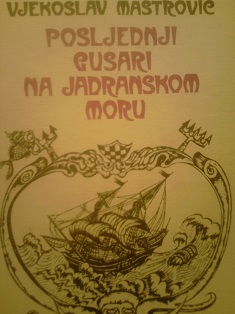 VJEKOSLAV MAŠTROVIĆ
POSLJEDNJI
GUSARI
NA JADRANSKOM
MORU